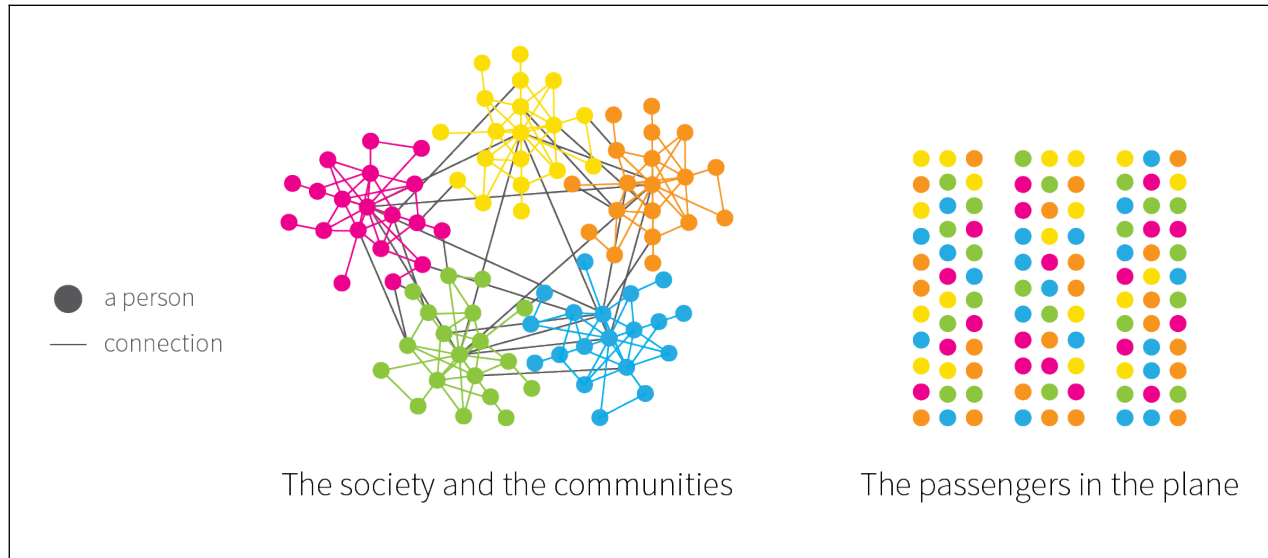 a person
connection
The society and the communities
The passengers in the plane